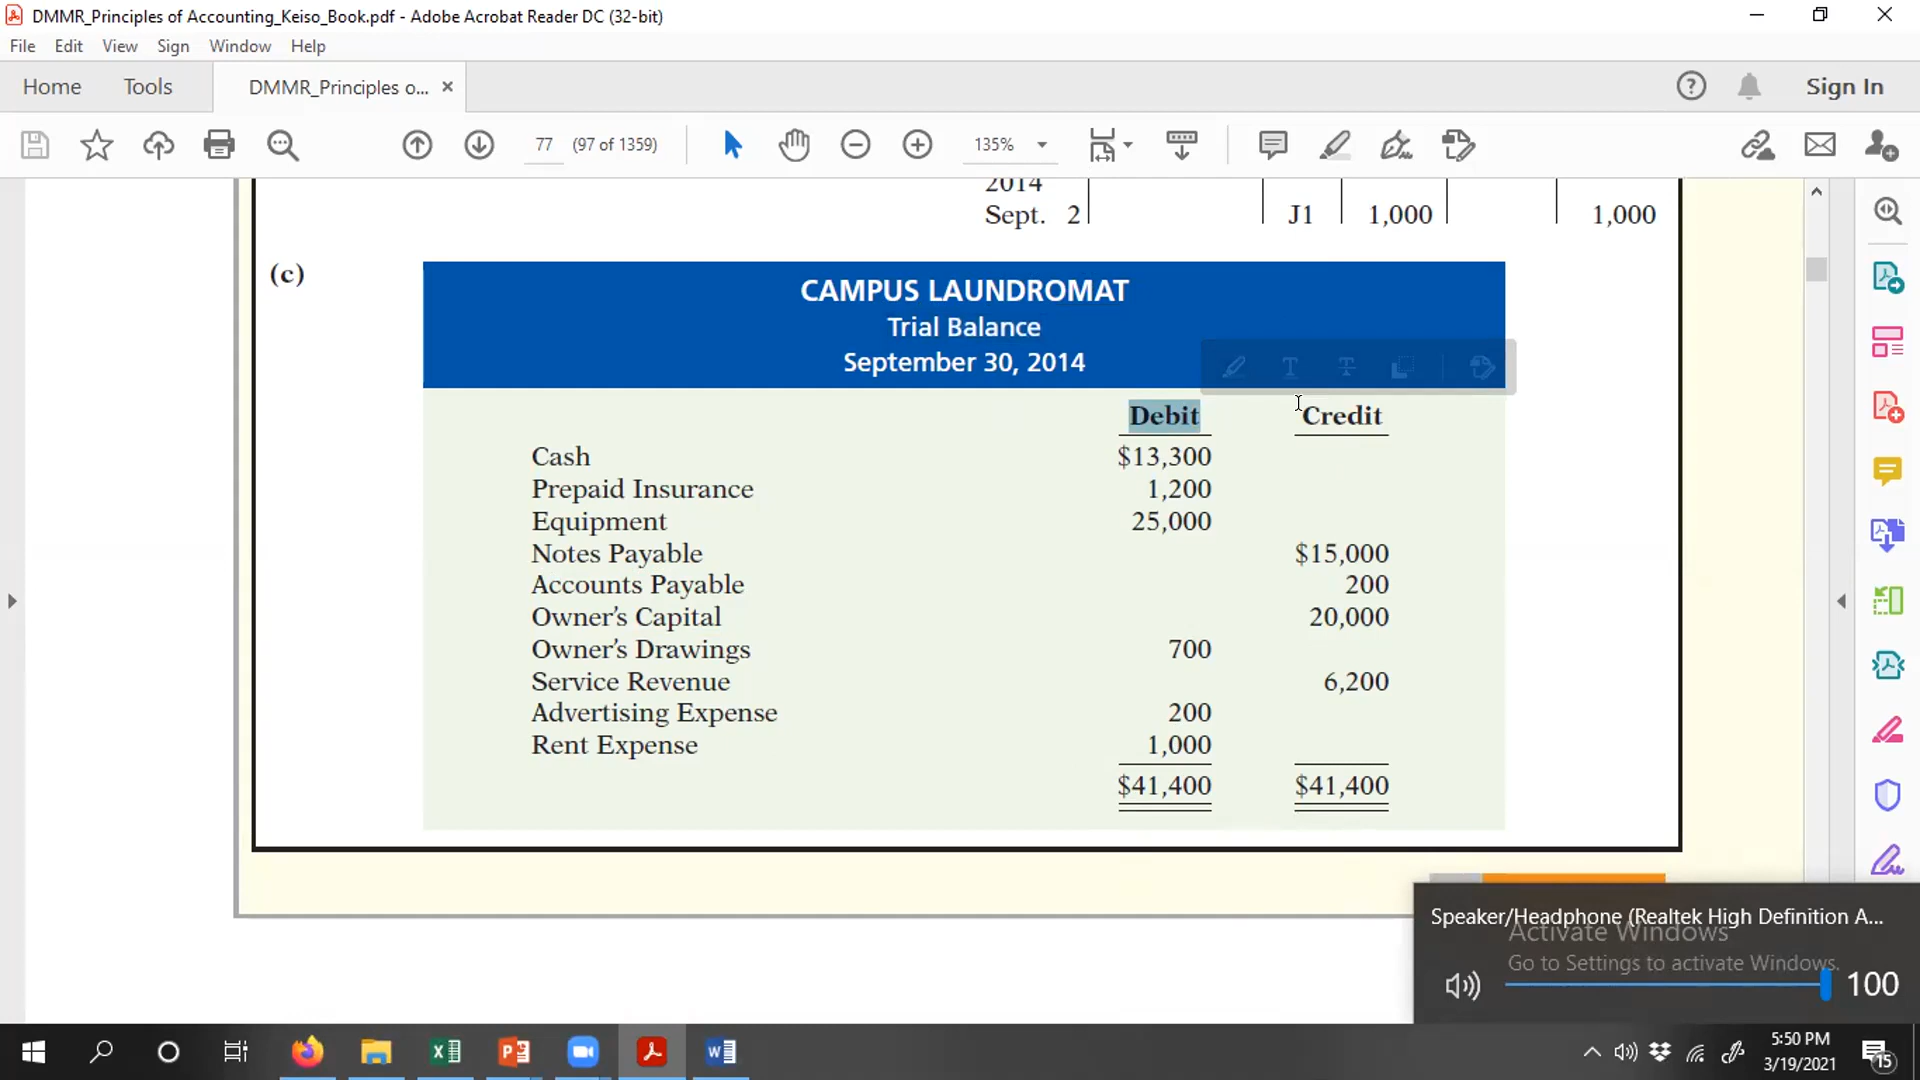 DMMR_Principles of Accounting_Keiso_Book.pdf - Adobe Acrobat Reader DC (32-bit)
File Edit View Sign Window Help
Home Tools DMMR_Principles o... × Sign In
77 (97 of 1359) 135%
2014
Sept. 2 J1 1,000 1,000
(c)
CAMPUS LAUNDROMAT
Trial Balance
September 30, 2014
Debit Credit
Cash $13,300
Prepaid Insurance 1,200
Equipment 25,000
Notes Payable $15,000
Accounts Payable 200
Owner's Capital 20,000
Owner's Drawings 700
Service Revenue 6,200
Advertising Expense 200
Rent Expense 1,000
$41,400 $41,400
Speaker/Headphone (Realtek High Definition A...
Activate Windows
Go to Settings to activate Windows.
100
5:50 PM
3/19/2021
15